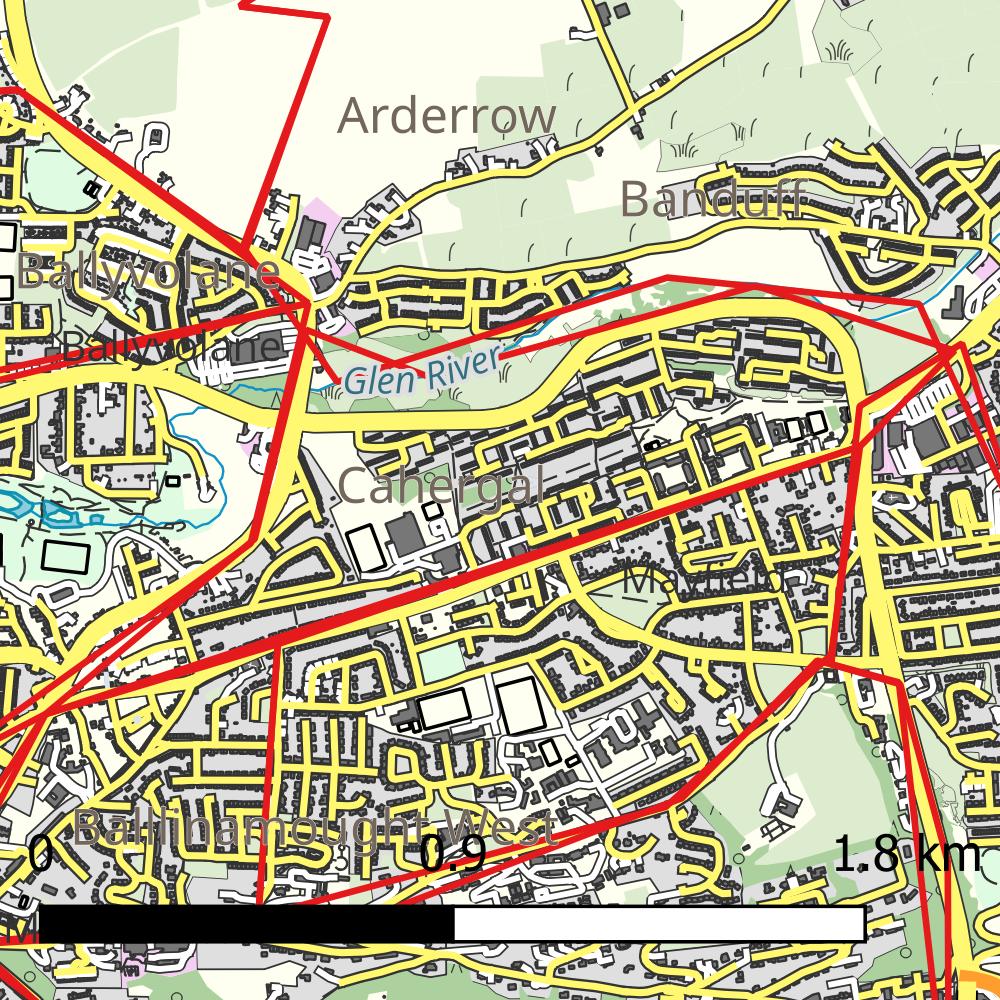 Arderrow
Banduff
Ballyvolane
Ballyvolane
Glen River
Cahergal
Mayfield
Ballinamought West
0 0.9 1.8 km
M